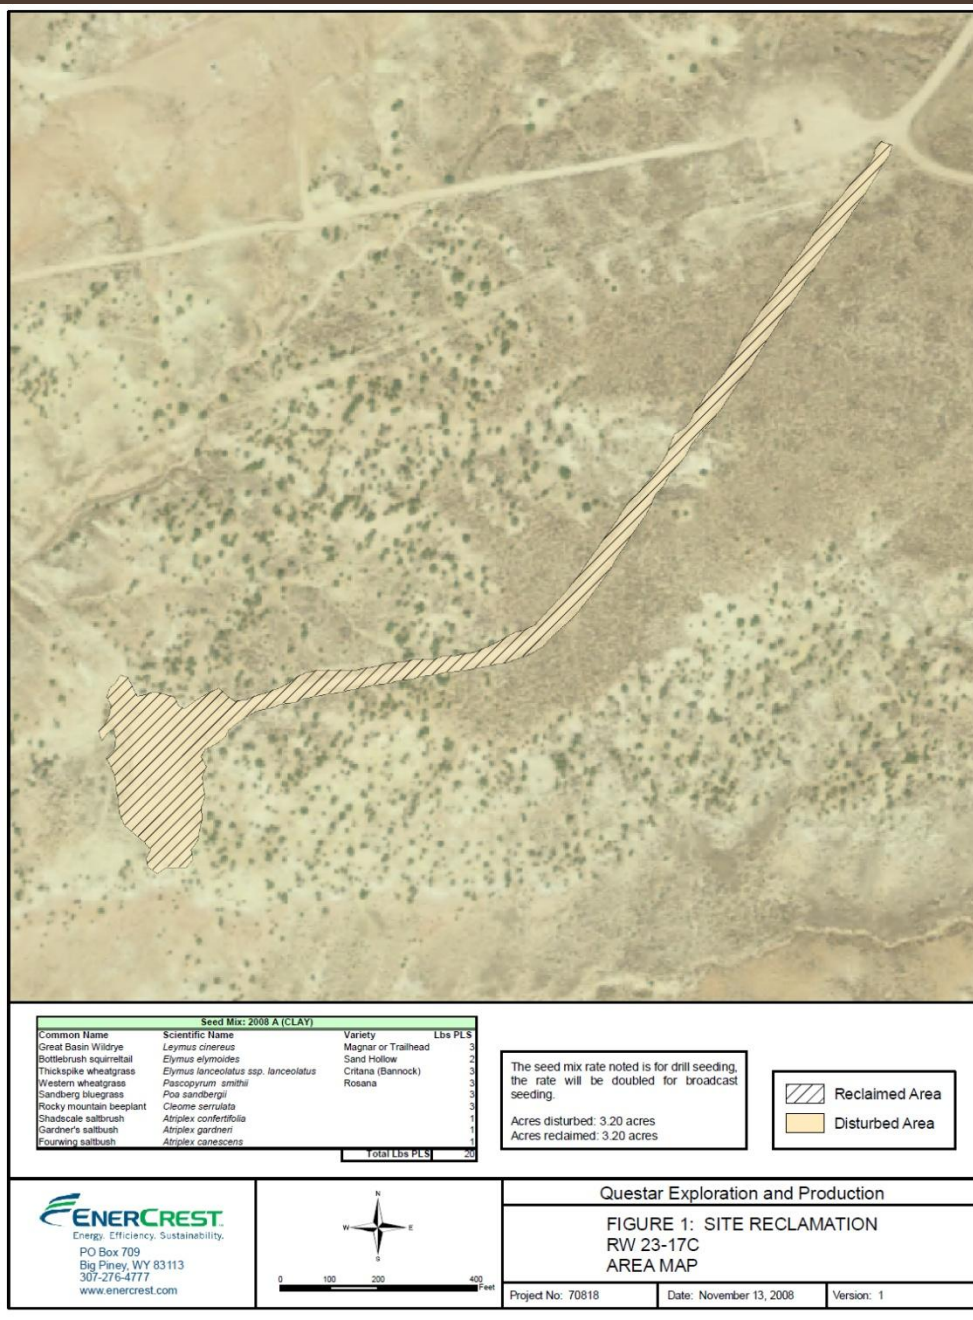 Seed Mix: 2008 A (CLAY)
Common Name Scientific Name Variety Lbs PLS
Great Basin Wildrye Leymus cinereus Magnar or Trailhead 3
Bottlebrush squirreltail Elymus elymoides Sand Hollow 2
Thickspike wheatgrass Elymus lanceolatus ssp. lanceolatus Critana (Bannock) 3
Western wheatgrass Pascopyrum smithii Rosana 3
Sandberg bluegrass Poa sandbergii 3
Rocky mountain beeplant Cleome serrulata 3
Shadscale saltbrush Atriplex confertifolia 1
Gardner's saltbush Atriplex gardneri 1
Fourwing saltbush Atriplex canescens 1
Total Lbs PLS 20
The seed mix rate noted is for drill seeding,
the rate will be doubled for broadcast
seeding.
Acres disturbed: 3.20 acres
Acres reclaimed: 3.20 acres
Reclaimed Area
Disturbed Area
ENERCREST
Energy. Efficiency. Sustainability.
PO Box 709
Big Piney, WY 83113
307-276-4777
www.enercrest.com
N
W E
S
0 100 200 400
Feet
Questar Exploration and Production
FIGURE 1: SITE RECLAMATION
RW 23-17C
AREA MAP
Project No: 70818 Date: November 13, 2008 Version: 1